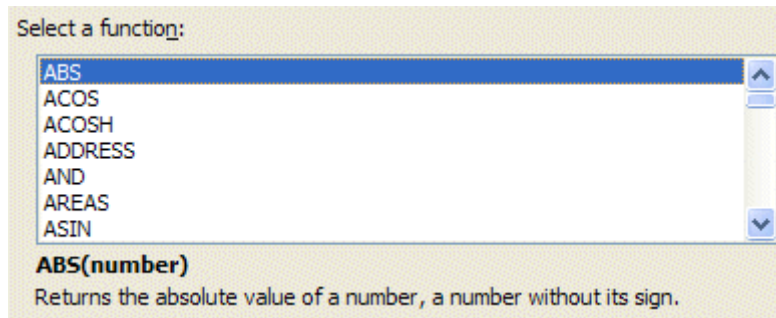 Select a function:
ABS
ACOS
ACOSH
ADDRESS
AND
AREAS
ASIN
ABS(number)
Returns the absolute value of a number, a number without its sign.